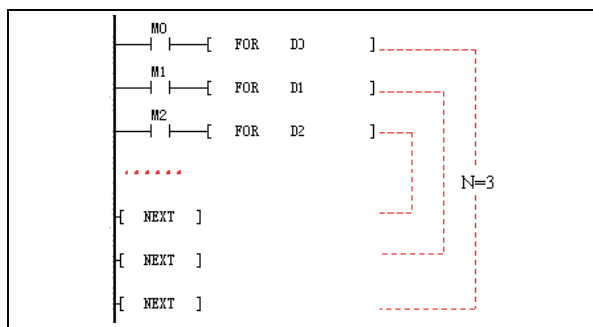 M0
[ FOR D0 ]
M1
[ FOR D1 ]
M2
[ FOR D2 ]
N=3
[ NEXT ]
[ NEXT ]
[ NEXT ]